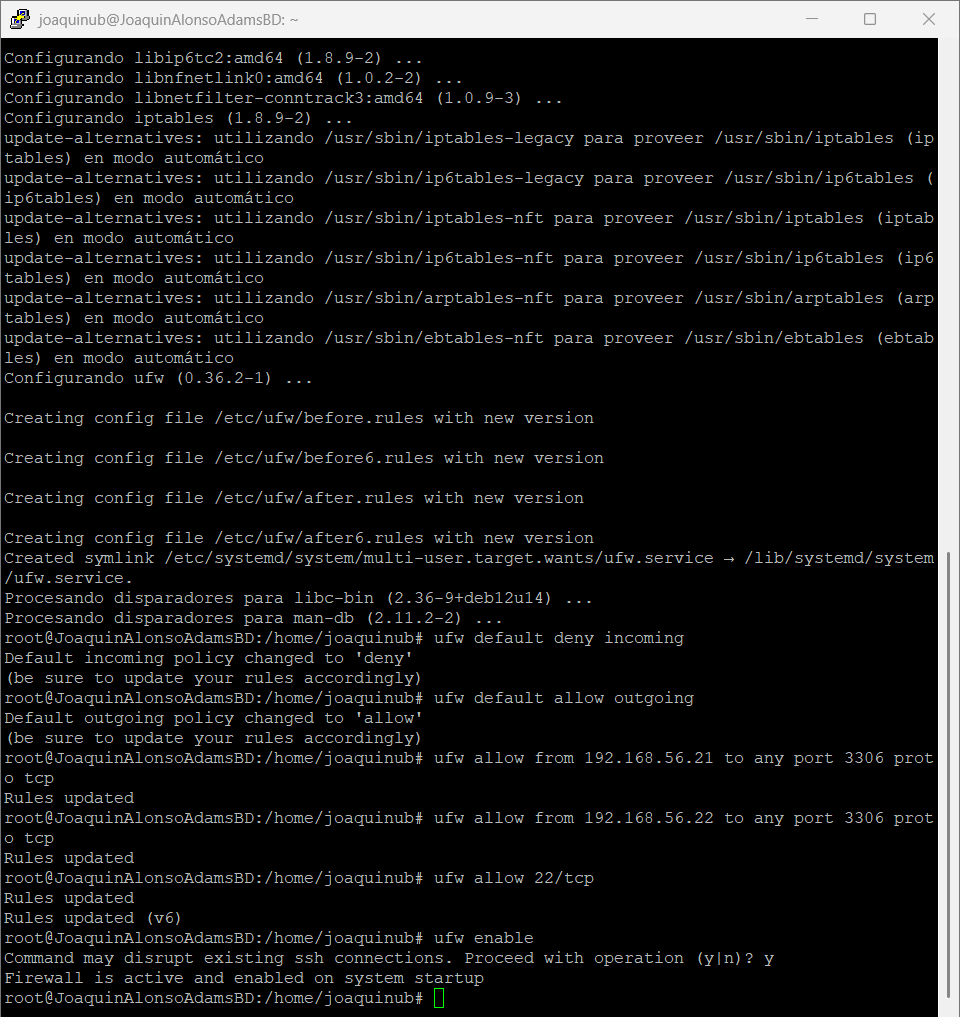 joaquinub@JoaquinAlonsoAdamsBD: ~
Configurando libip6tc2:amd64 (1.8.9-2) ...
Configurando libnfnetlink0:amd64 (1.0.2-2) ...
Configurando libnetfilter-conntrack3:amd64 (1.0.9-3) ...
Configurando iptables (1.8.9-2) ...
update-alternatives: utilizando /usr/sbin/iptables-legacy para proveer /usr/sbin/iptables (ip
tables) en modo automático
update-alternatives: utilizando /usr/sbin/ip6tables-legacy para proveer /usr/sbin/ip6tables (
ip6tables) en modo automático
update-alternatives: utilizando /usr/sbin/iptables-nft para proveer /usr/sbin/iptables (iptab
les) en modo automático
update-alternatives: utilizando /usr/sbin/ip6tables-nft para proveer /usr/sbin/ip6tables (ip6
tables) en modo automático
update-alternatives: utilizando /usr/sbin/arptables-nft para proveer /usr/sbin/arptables (arp
tables) en modo automático
update-alternatives: utilizando /usr/sbin/ebtables-nft para proveer /usr/sbin/ebtables (ebtab
les) en modo automático
Configurando ufw (0.36.2-1) ...
Creating config file /etc/ufw/before.rules with new version
Creating config file /etc/ufw/before6.rules with new version
Creating config file /etc/ufw/after.rules with new version
Creating config file /etc/ufw/after6.rules with new version
Created symlink /etc/systemd/system/multi-user.target.wants/ufw.service → /lib/systemd/system
/ufw.service.
Procesando disparadores para libc-bin (2.36-9+deb12u14) ...
Procesando disparadores para man-db (2.11.2-2) ...
root@JoaquinAlonsoAdamsBD:/home/joaquinub# ufw default deny incoming
Default incoming policy changed to 'deny'
(be sure to update your rules accordingly)
root@JoaquinAlonsoAdamsBD:/home/joaquinub# ufw default allow outgoing
Default outgoing policy changed to 'allow'
(be sure to update your rules accordingly)
root@JoaquinAlonsoAdamsBD:/home/joaquinub# ufw allow from 192.168.56.21 to any port 3306 prot
o tcp
Rules updated
root@JoaquinAlonsoAdamsBD:/home/joaquinub# ufw allow from 192.168.56.22 to any port 3306 prot
o tcp
Rules updated
root@JoaquinAlonsoAdamsBD:/home/joaquinub# ufw allow 22/tcp
Rules updated
Rules updated (v6)
root@JoaquinAlonsoAdamsBD:/home/joaquinub# ufw enable
Command may disrupt existing ssh connections. Proceed with operation (y|n)? y
Firewall is active and enabled on system startup
root@JoaquinAlonsoAdamsBD:/home/joaquinub#